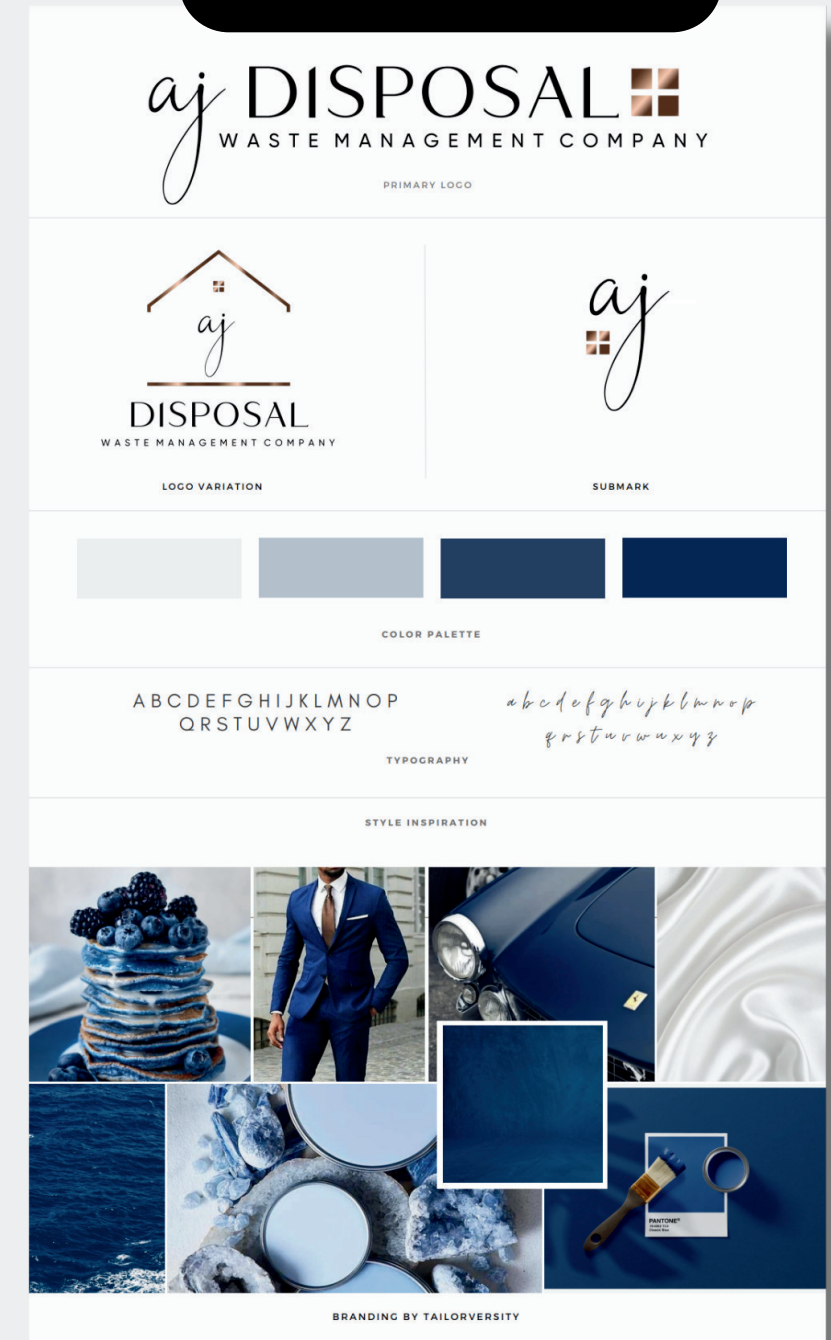 aj DISPOSAL
WASTE MANAGEMENT COMPANY
PRIMARY LOGO
aj
DISPOSAL
WASTE MANAGEMENT COMPANY
LOGO VARIATION
aj
SUBMARK
COLOR PALETTE
ABCDEFGHIJKLMNOP
QRSTUVWXYZ
abcdefghijklmnop
qrstuvwuxyz
TYPOGRAPHY
STYLE INSPIRATION
PANTONE®
BRANDING BY TAILORVERSITY